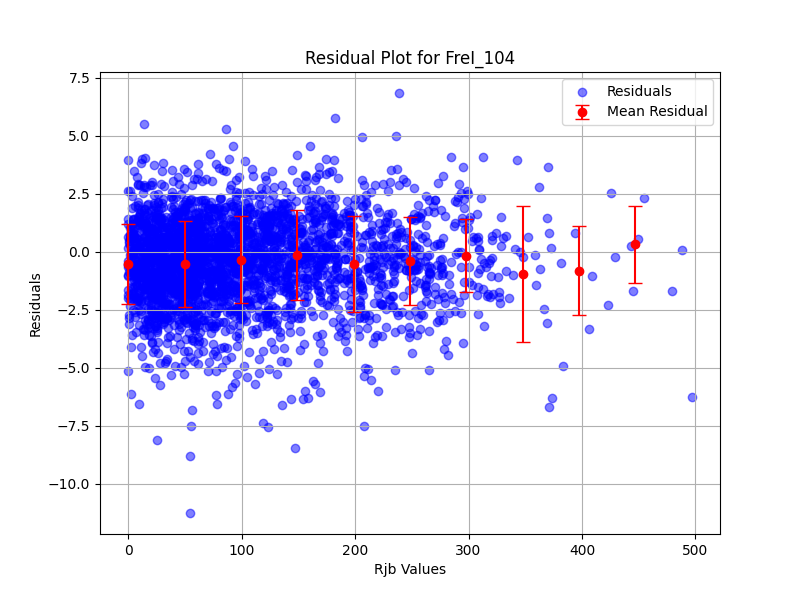 Residual Plot for FreI_104
Residuals
Mean Residual
7.5
5.0
2.5
0.0
−2.5
−5.0
−7.5
−10.0
Residuals
0 100 200 300 400 500
Rjb Values